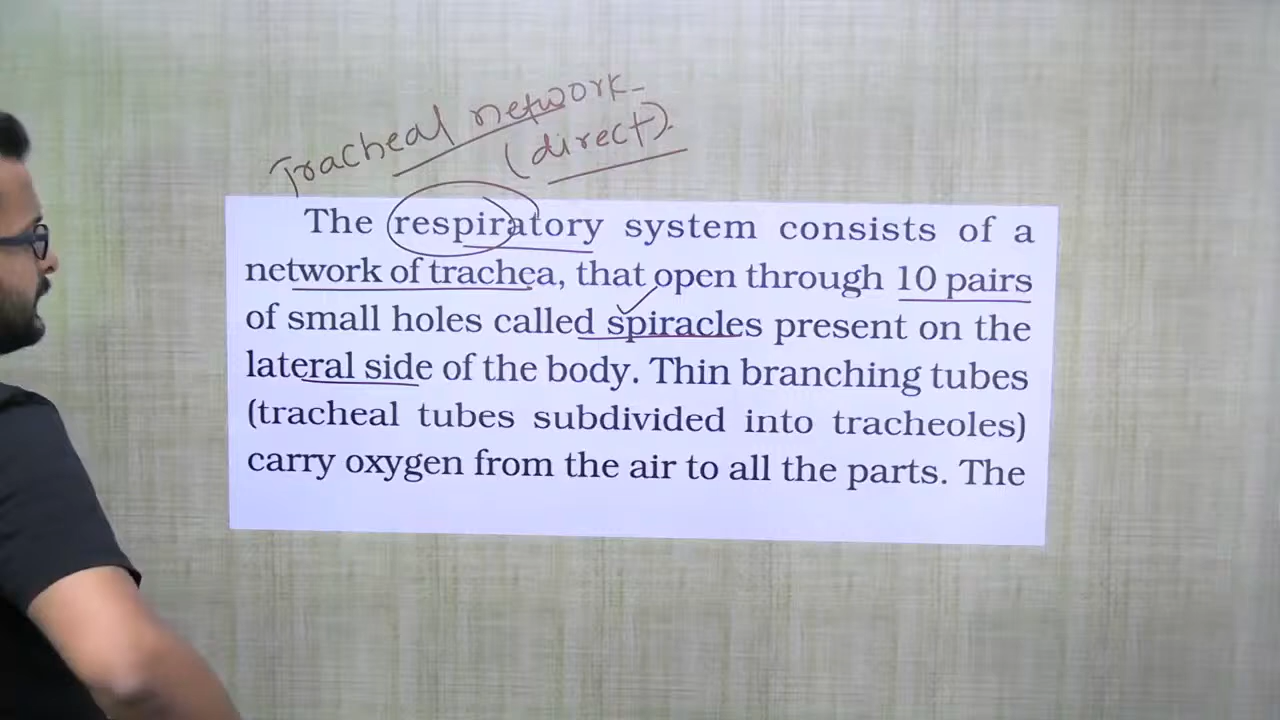 Tracheal network-
(direct).
The respiratory system consists of a
network of trachea, that open through 10 pairs
of small holes called spiracles present on the
lateral side of the body. Thin branching tubes
(tracheal tubes subdivided into tracheoles)
carry oxygen from the air to all the parts. The